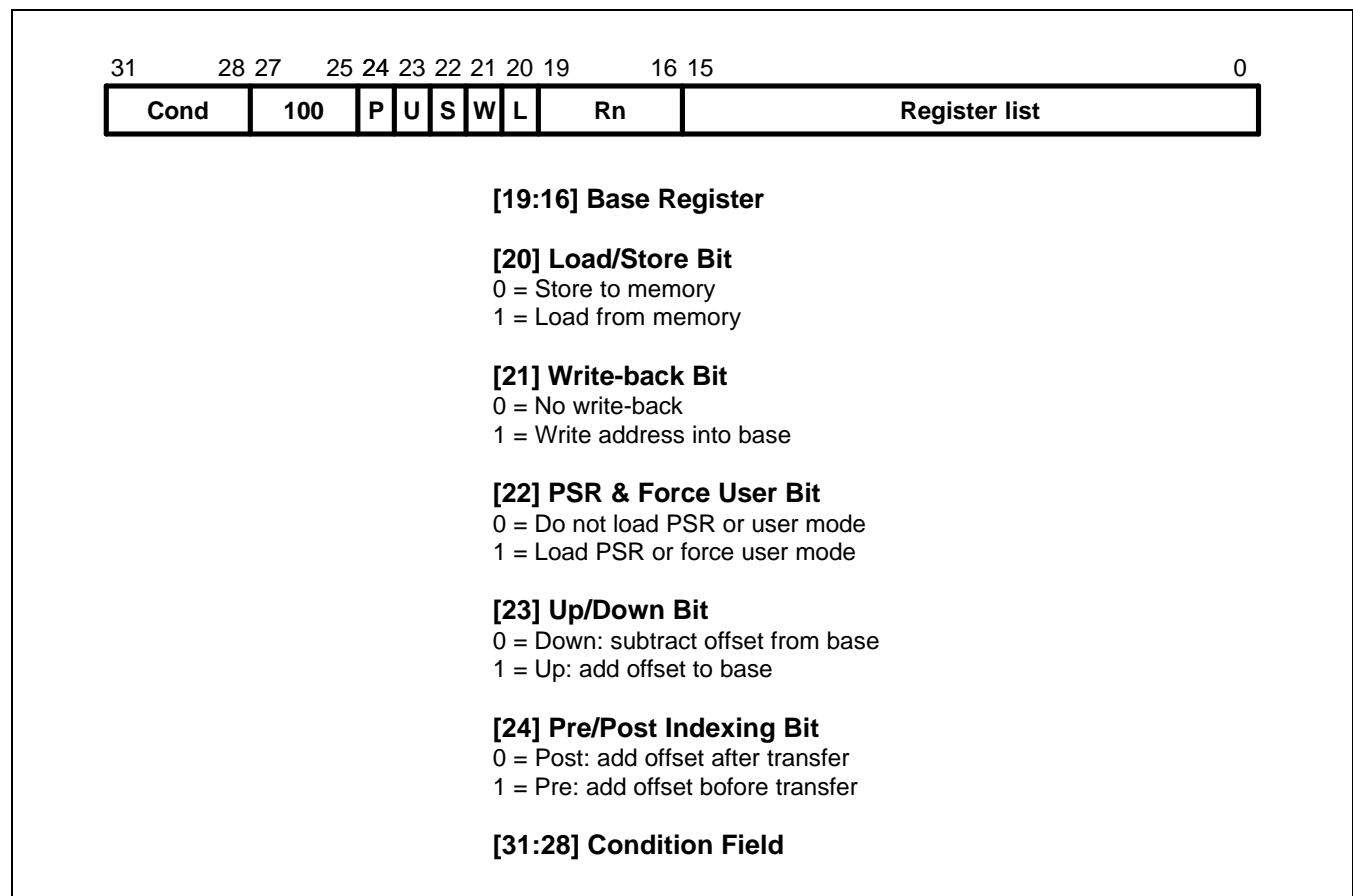 31 28 27 25 24 23 22 21 20 19 16 15 0
Cond 100 P U S W L Rn Register list
[19:16] Base Register
[20] Load/Store Bit
0 = Store to memory
1 = Load from memory
[21] Write-back Bit
0 = No write-back
1 = Write address into base
[22] PSR & Force User Bit
0 = Do not load PSR or user mode
1 = Load PSR or force user mode
[23] Up/Down Bit
0 = Down: subtract offset from base
1 = Up: add offset to base
[24] Pre/Post Indexing Bit
0 = Post: add offset after transfer
1 = Pre: add offset bofore transfer
[31:28] Condition Field